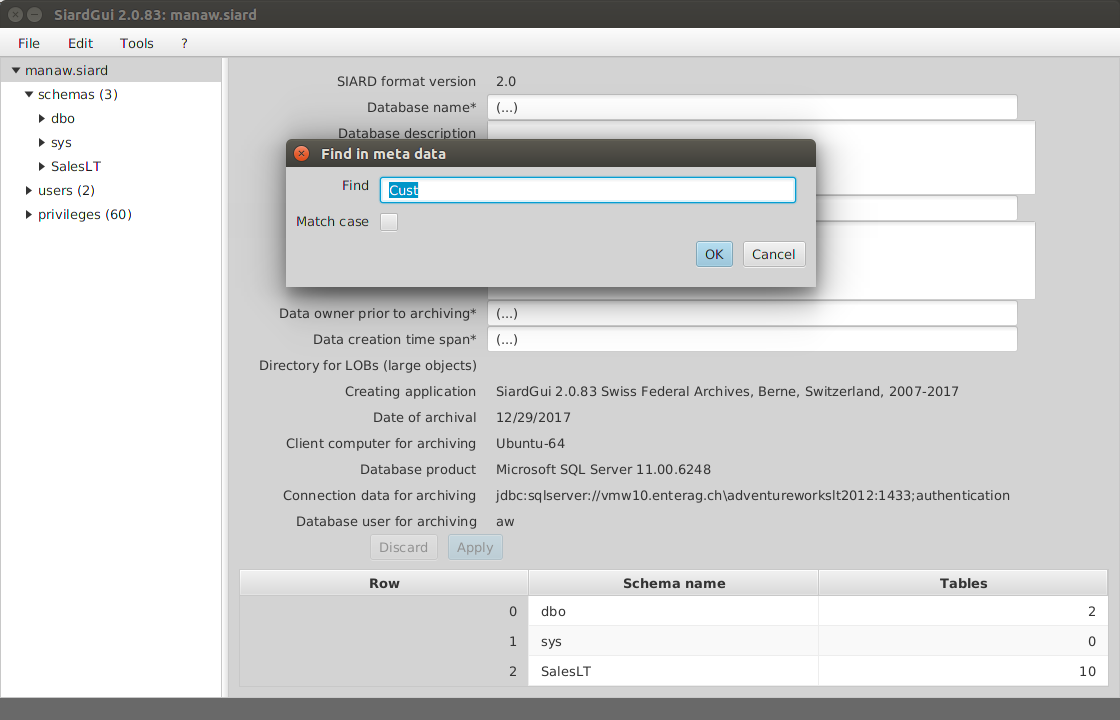 SiardGui 2.0.83: manaw.siard
File Edit Tools ?
manaw.siard
schemas (3)
dbo
sys
SalesLT
users (2)
privileges (60)
SIARD format version 2.0
Database name* (...)
Database description
Find in meta data
Find Cust
Match case
OK Cancel
Data owner prior to archiving* (...)
Data creation time span* (...)
Directory for LOBs (large objects)
Creating application SiardGui 2.0.83 Swiss Federal Archives, Berne, Switzerland, 2007-2017
Date of archival 12/29/2017
Client computer for archiving Ubuntu-64
Database product Microsoft SQL Server 11.00.6248
Connection data for archiving jdbc:sqlserver://vmw10.enterag.ch\adventureworkslt2012:1433;authentication
Database user for archiving aw
Discard Apply
Row Schema name Tables
0 dbo 2
1 sys 0
2 SalesLT 10